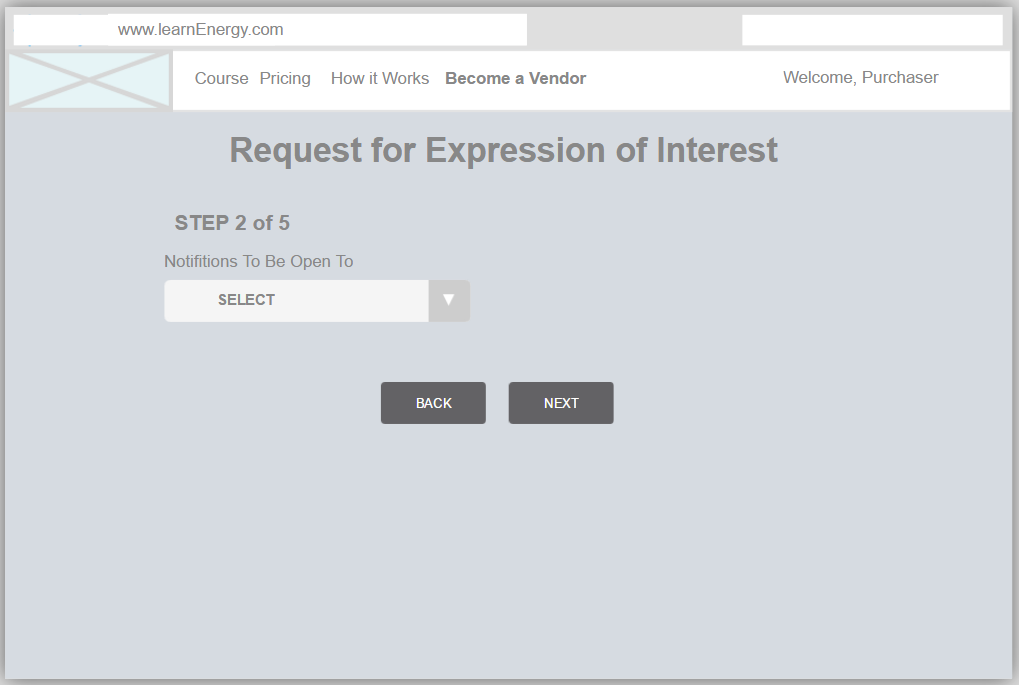 www.learnEnergy.com
Course Pricing How it Works Become a Vendor Welcome, Purchaser
Request for Expression of Interest
STEP 2 of 5
Notifitions To Be Open To
SELECT ▼
BACK NEXT